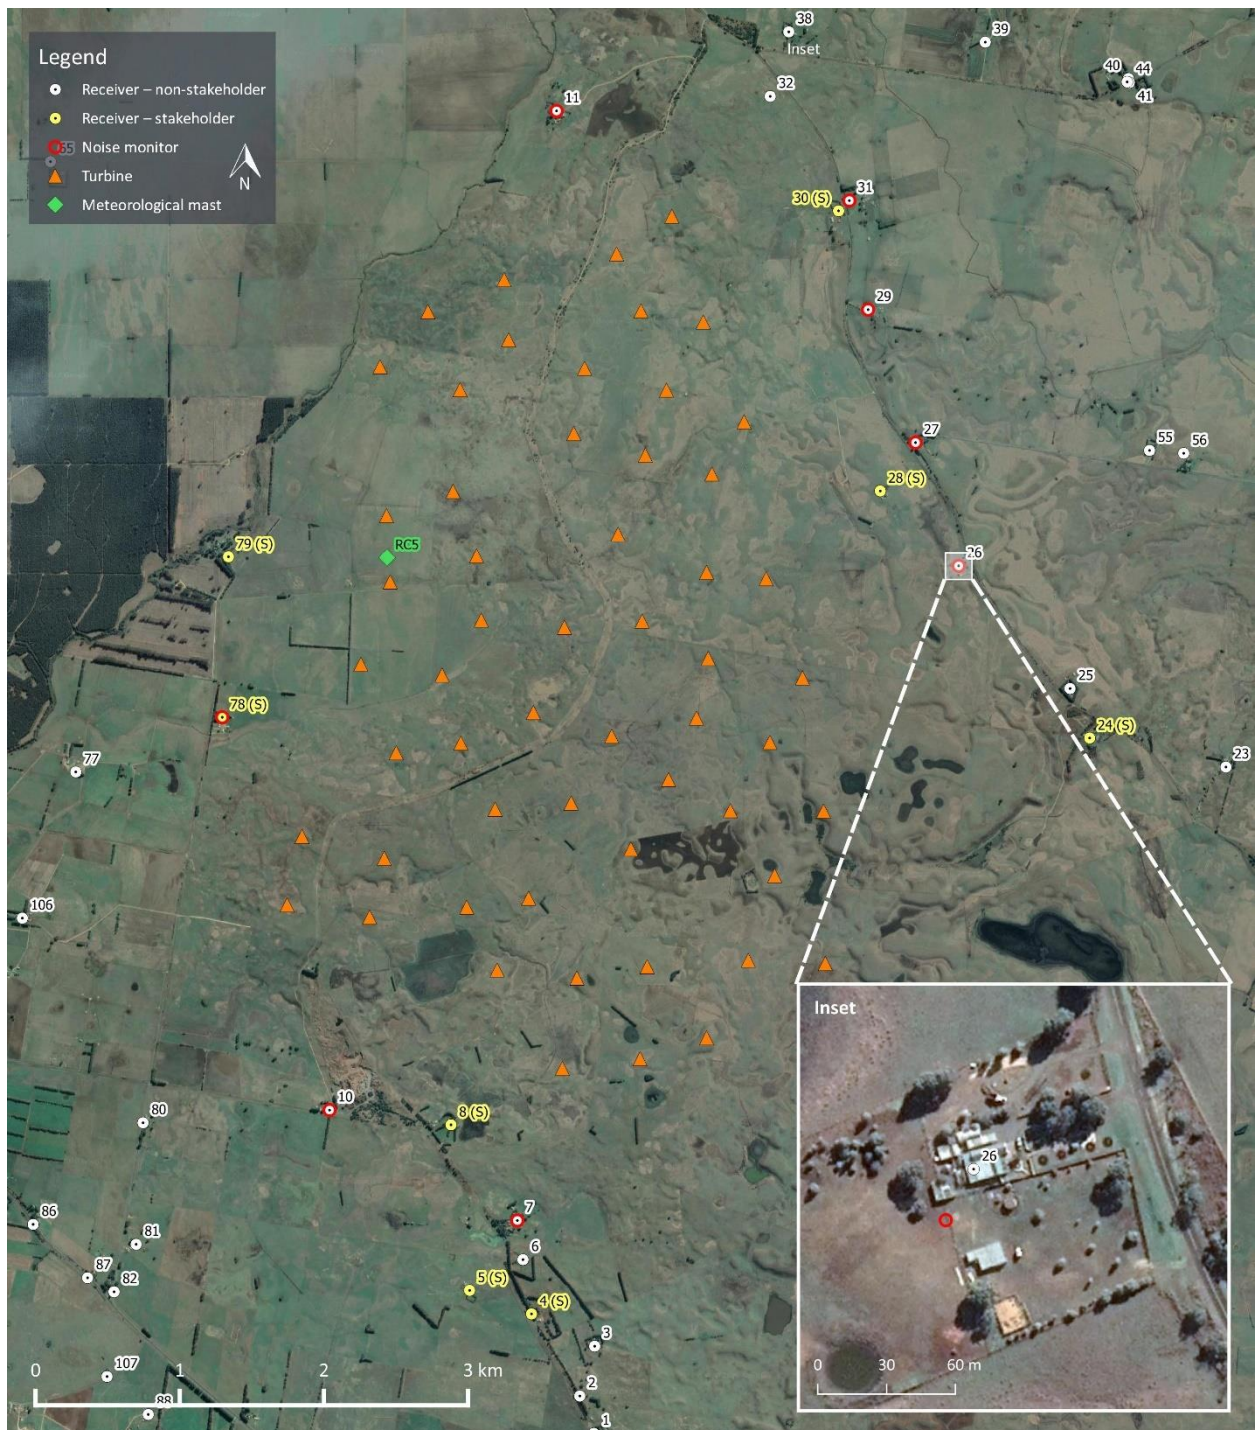 38
Inset
39
Legend
Receiver – non-stakeholder
Receiver – stakeholder
Noise monitor
Turbine
N
Meteorological mast
11
32
40
44
41
31
30 (S)
29
27
55
56
28 (S)
79 (S)
RC5
26
25
78 (S)
24 (S)
77
23
106
Inset
10
80
8 (S)
26
86
7
81
6
87
82
5 (S)
4 (S)
3
0 1 2 3 km
107
0 30 60 m
2
88
1